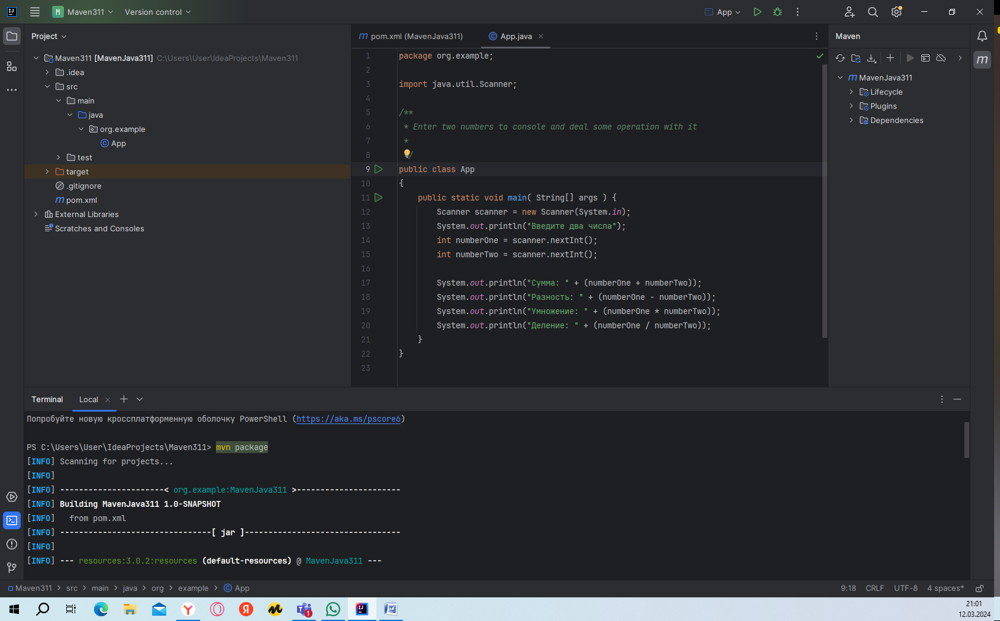 M Maven311 Version control App
Project
Maven311 [MavenJava311] C:\Users\User\IdeaProjects\Maven311
.idea
src
main
java
org.example
App
test
target
.gitignore
m pom.xml
External Libraries
Scratches and Consoles
m pom.xml (MavenJava311) App.java
1 package org.example;
2
3 import java.util.Scanner;
4
5 /**
6 * Enter two numbers to console and deal some operation with it
7 *
8 */
9 public class App
10 {
11 public static void main( String[] args ) {
12 Scanner scanner = new Scanner(System.in);
13 System.out.println("Введите два числа");
14 int numberOne = scanner.nextInt();
15 int numberTwo = scanner.nextInt();
16
17 System.out.println("Сумма: " + (numberOne + numberTwo));
18 System.out.println("Разность: " + (numberOne - numberTwo));
19 System.out.println("Умножение: " + (numberOne * numberTwo));
20 System.out.println("Деление: " + (numberOne / numberTwo));
21 }
22 }
23
Maven
m MavenJava311
Lifecycle
Plugins
Dependencies
Terminal Local
Попробуйте новую кроссплатформенную оболочку PowerShell (https://aka.ms/pscore6)
PS C:\Users\User\IdeaProjects\Maven311> mvn package
[INFO] Scanning for projects...
[INFO]
[INFO] ----------------------< org.example:MavenJava311 >----------------------
[INFO] Building MavenJava311 1.0-SNAPSHOT
[INFO] from pom.xml
[INFO] --------------------------------[ jar ]---------------------------------
[INFO]
[INFO] --- resources:3.0.2:resources (default-resources) @ MavenJava311 ---
Maven311 > src > main > java > org > example > App 9:18 CRLF UTF-8 4 spaces*
21:01
12.03.2024